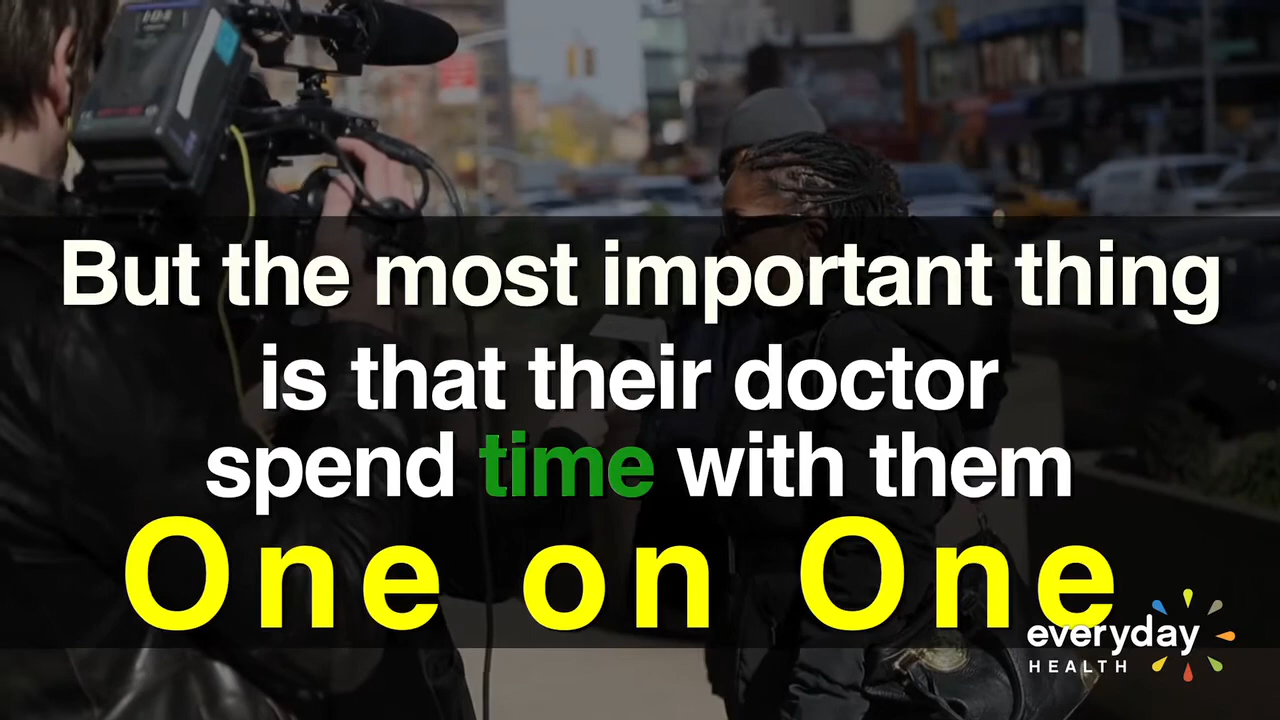 But the most important thing
is that their doctor
spend time with them
One on One
everyday
HEALTH